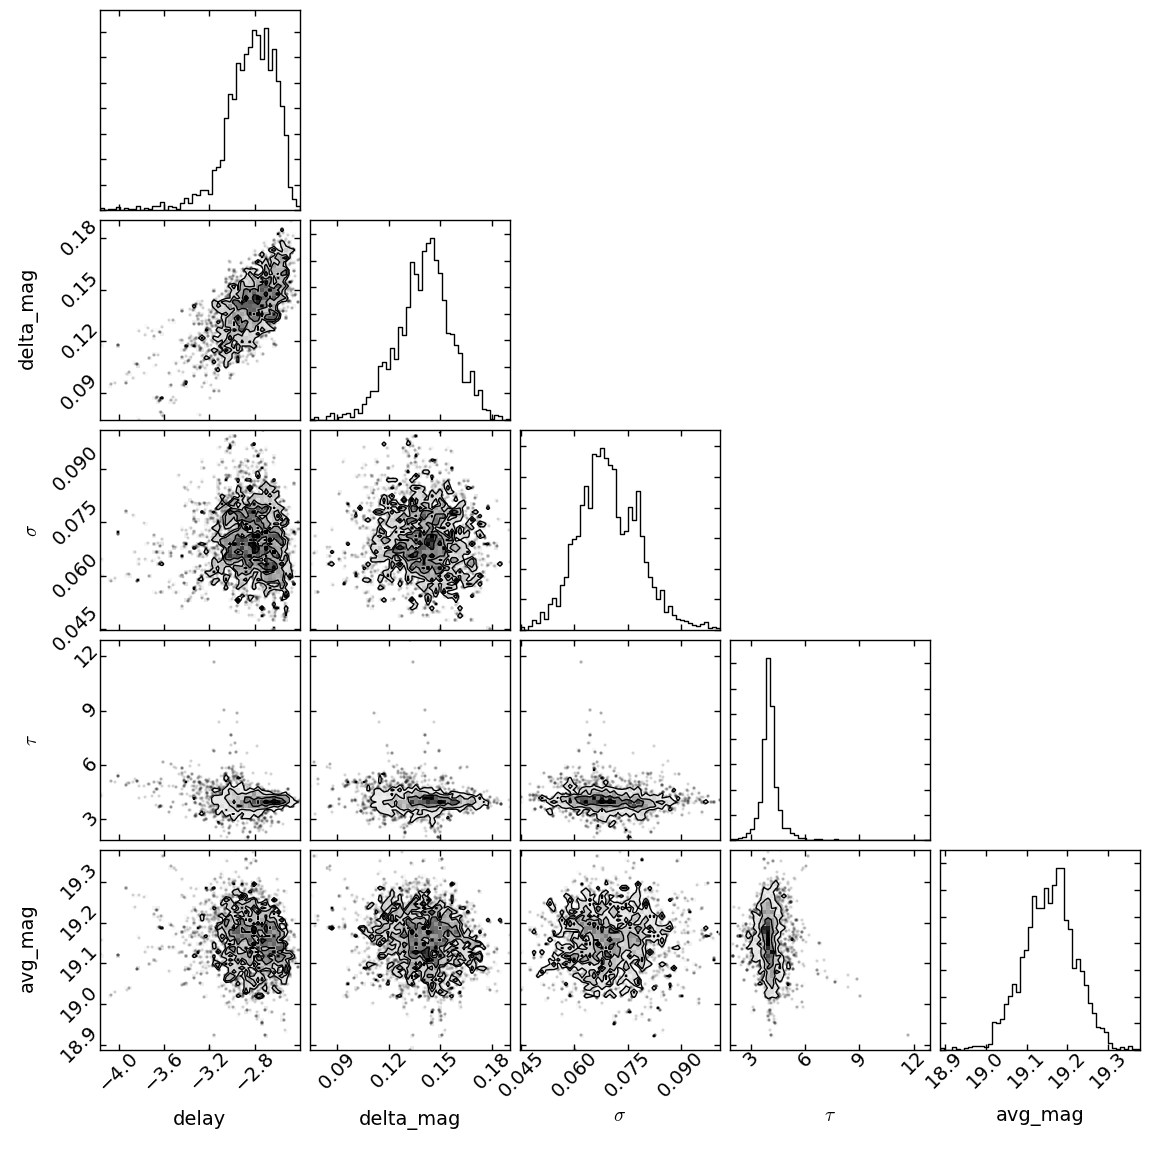 0.18
0.15
0.12
0.09
delta_mag
0.090
0.075
0.060
0.045
σ
12
9
6
3
τ
19.3
19.2
19.1
19.0
18.9
avg_mag
−4.0 −3.6 −3.2 −2.8
0.09 0.12 0.15 0.18
0.045 0.060 0.075 0.090
3 6 9 12
18.9 19.0 19.1 19.2 19.3
delay delta_mag σ τ avg_mag